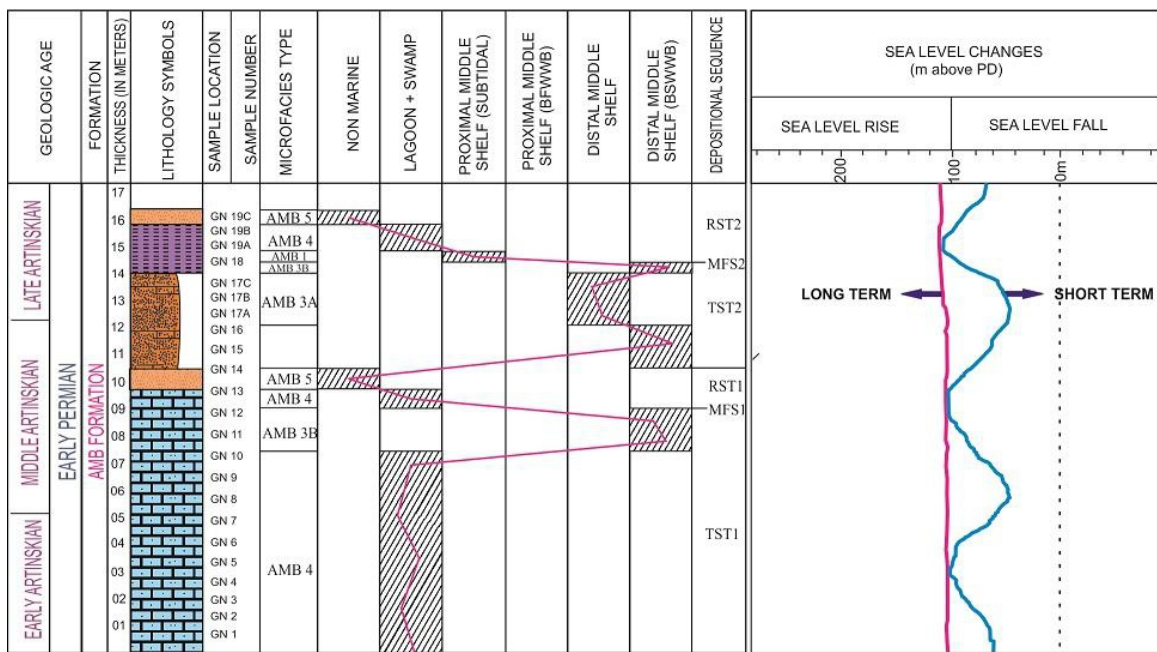 GEOLOGIC AGE
FORMATION
THICKNESS (IN METERS)
LITHOLOGY SYMBOLS
SAMPLE LOCATION
SAMPLE NUMBER
MICROFACIES TYPE
NON MARINE
LAGOON + SWAMP
PROXIMAL MIDDLE
SHELF (SUBTIDAL)
PROXIMAL MIDDLE
SHELF (BFWWB)
DISTAL MIDDLE
SHELF
DISTAL MIDDLE
SHELF (BSWWB)
DEPOSITIONAL SEQUENCE
SEA LEVEL CHANGES
(m above PD)
SEA LEVEL RISE
SEA LEVEL FALL
200
100
0m
LATE ARTINSKIAN
MIDDLE ARTINSKIAN
EARLY ARTINSKIAN
EARLY PERMIAN
AMB FORMATION
17
16
15
14
13
12
11
10
09
08
07
06
05
04
03
02
01
GN 19C
GN 19B
GN 19A
GN 18
GN 17C
GN 17B
GN 17A
GN 16
GN 15
GN 14
GN 13
GN 12
GN 11
GN 10
GN 9
GN 8
GN 7
GN 6
GN 5
GN 4
GN 3
GN 2
GN 1
AMB 5
AMB 4
AMB 1
AMB 3B
AMB 3A
AMB 5
AMB 4
AMB 3B
AMB 4
RST2
MFS2
TST2
RST1
MFS1
TST1
LONG TERM
SHORT TERM